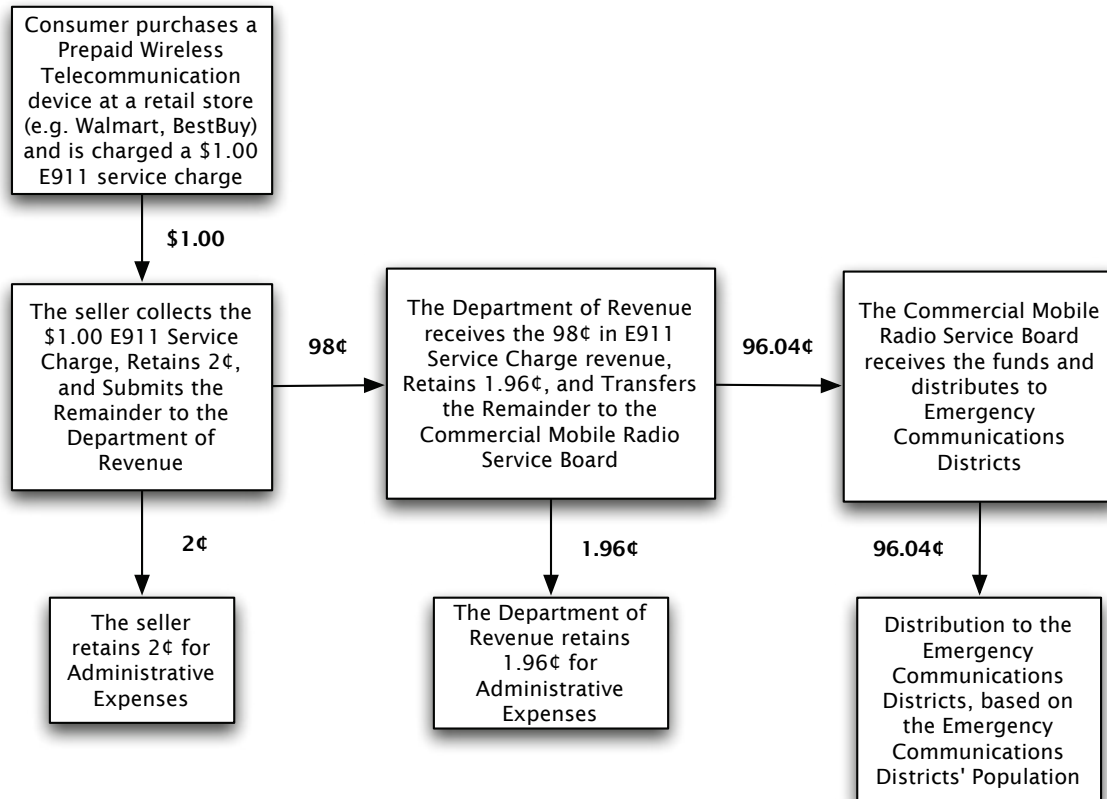 Consumer purchases a
Prepaid Wireless
Telecommunication
device at a retail store
(e.g. Walmart, BestBuy)
and is charged a $1.00
E911 service charge
$1.00
The seller collects the
$1.00 E911 Service
Charge, Retains 2¢,
and Submits the
Remainder to the
Department of
Revenue
98¢
The Department of Revenue
receives the 98¢ in E911
Service Charge revenue,
Retains 1.96¢, and Transfers
the Remainder to the
Commercial Mobile Radio
Service Board
96.04¢
The Commercial Mobile
Radio Service Board
receives the funds and
distributes to
Emergency
Communications
Districts
2¢
1.96¢
96.04¢
The seller
retains 2¢ for
Administrative
Expenses
The Department of
Revenue retains
1.96¢ for
Administrative
Expenses
Distribution to the
Emergency
Communications
Districts, based on
the Emergency
Communications
Districts' Population